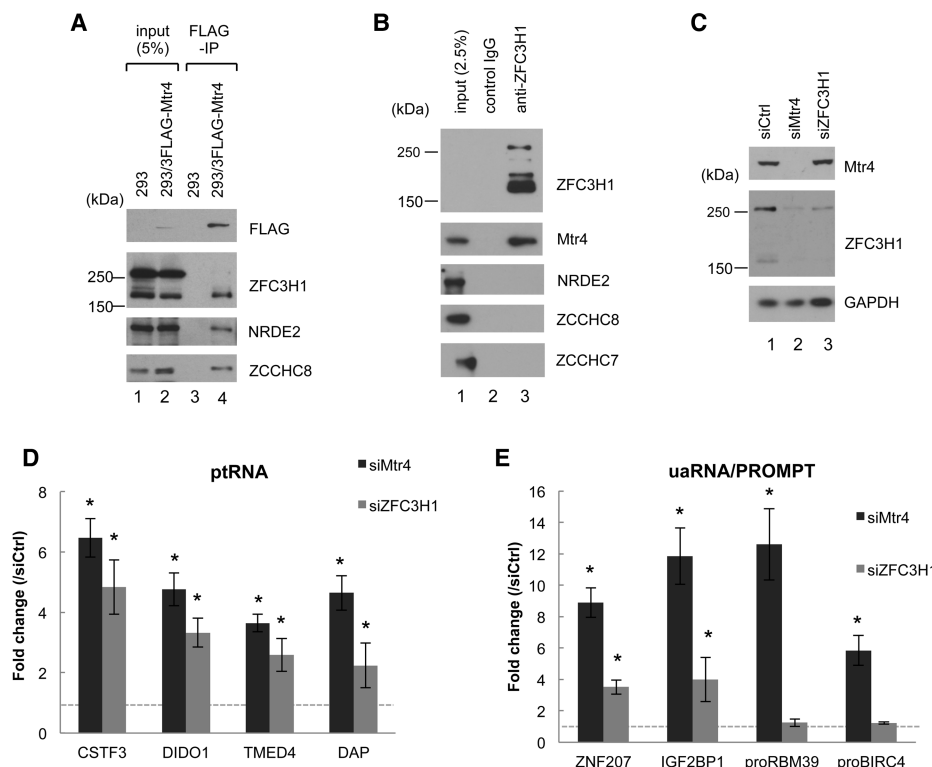 A
input (5%)
FLAG -IP
293
293/3FLAG-Mtr4
293
293/3FLAG-Mtr4
(kDa)
FLAG
250
150
ZFC3H1
NRDE2
ZCCHC8
1 2 3 4
B
input (2.5%)
control IgG
anti-ZFC3H1
(kDa)
250
150
ZFC3H1
Mtr4
NRDE2
ZCCHC8
ZCCHC7
1 2 3
C
siCtrl
siMtr4
siZFC3H1
(kDa)
Mtr4
250
150
ZFC3H1
GAPDH
1 2 3
D
ptRNA
siMtr4
siZFC3H1
Fold change (/siCtrl)
8
6
4
2
0
* * * * * * * *
CSTF3 DIDO1 TMED4 DAP
E
uaRNA/PROMPT
siMtr4
siZFC3H1
Fold change (/siCtrl)
16
14
12
10
8
6
4
2
0
* * * * * *
ZNF207 IGF2BP1 proRBM39 proBIRC4